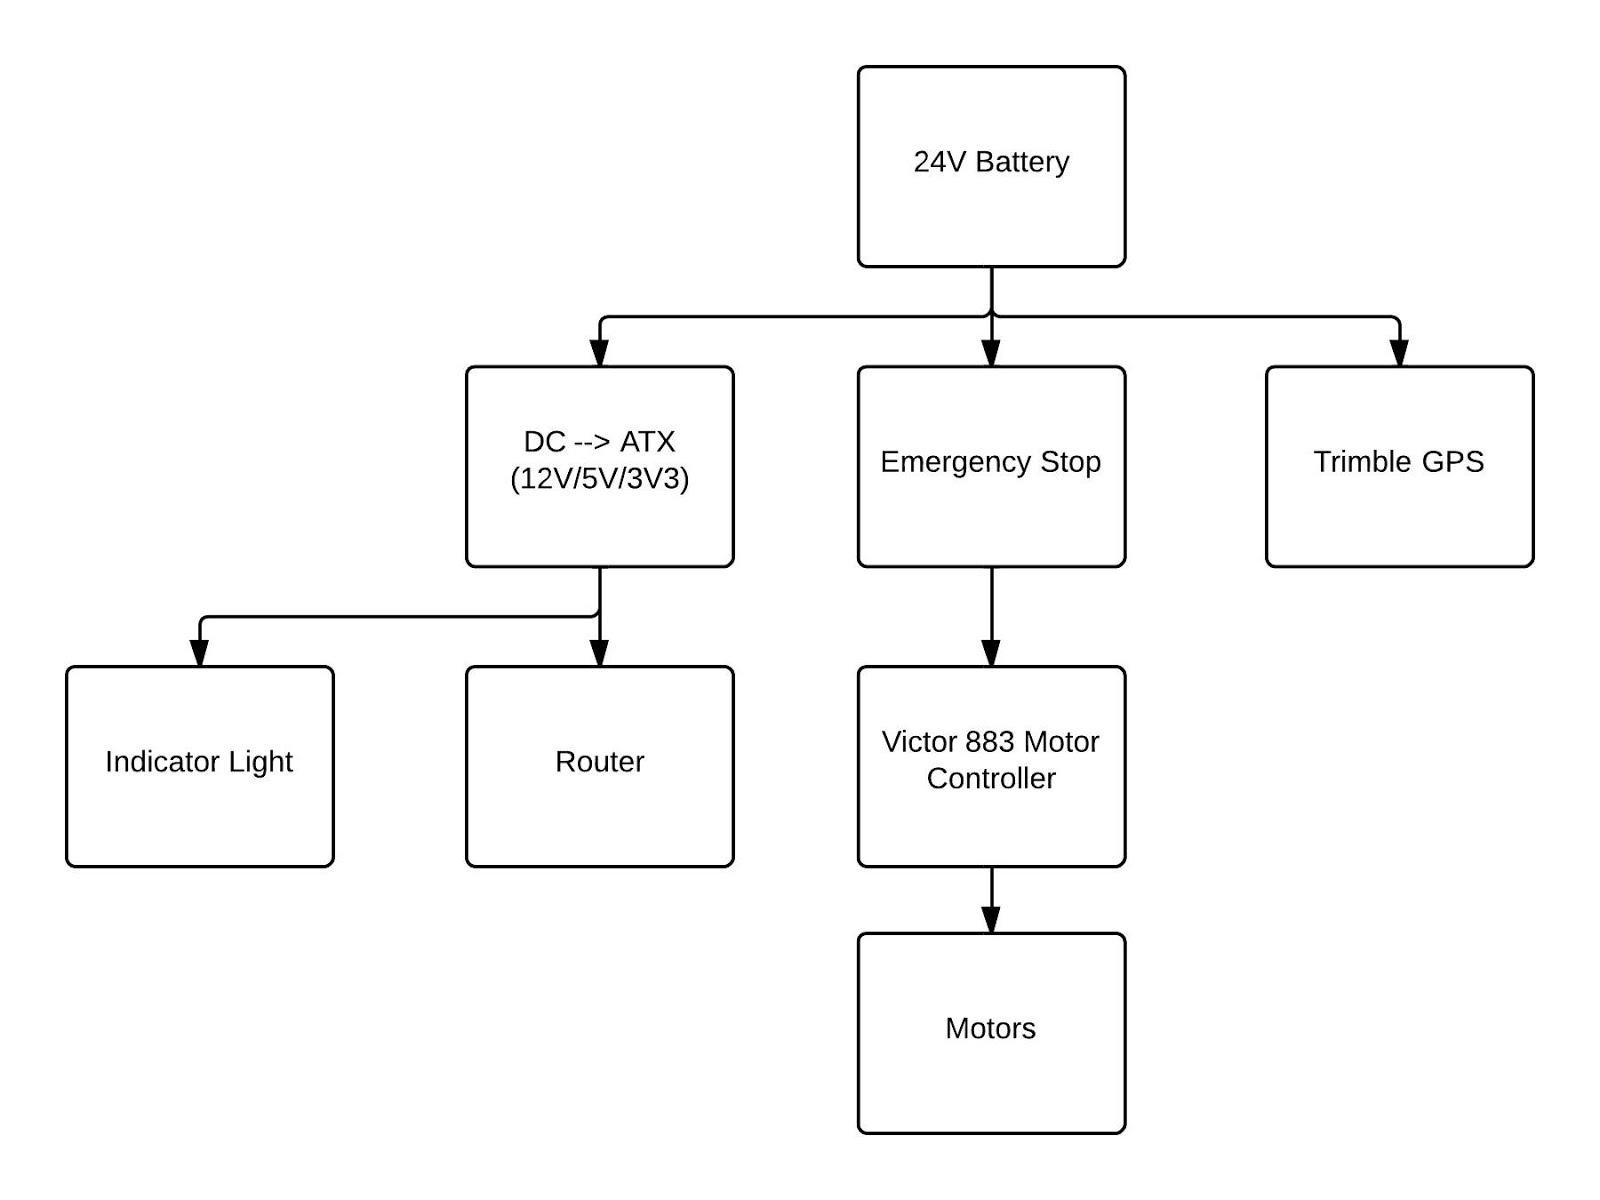 24V Battery
DC --> ATX
(12V/5V/3V3)
Emergency Stop
Trimble GPS
Indicator Light
Router
Victor 883 Motor
Controller
Motors